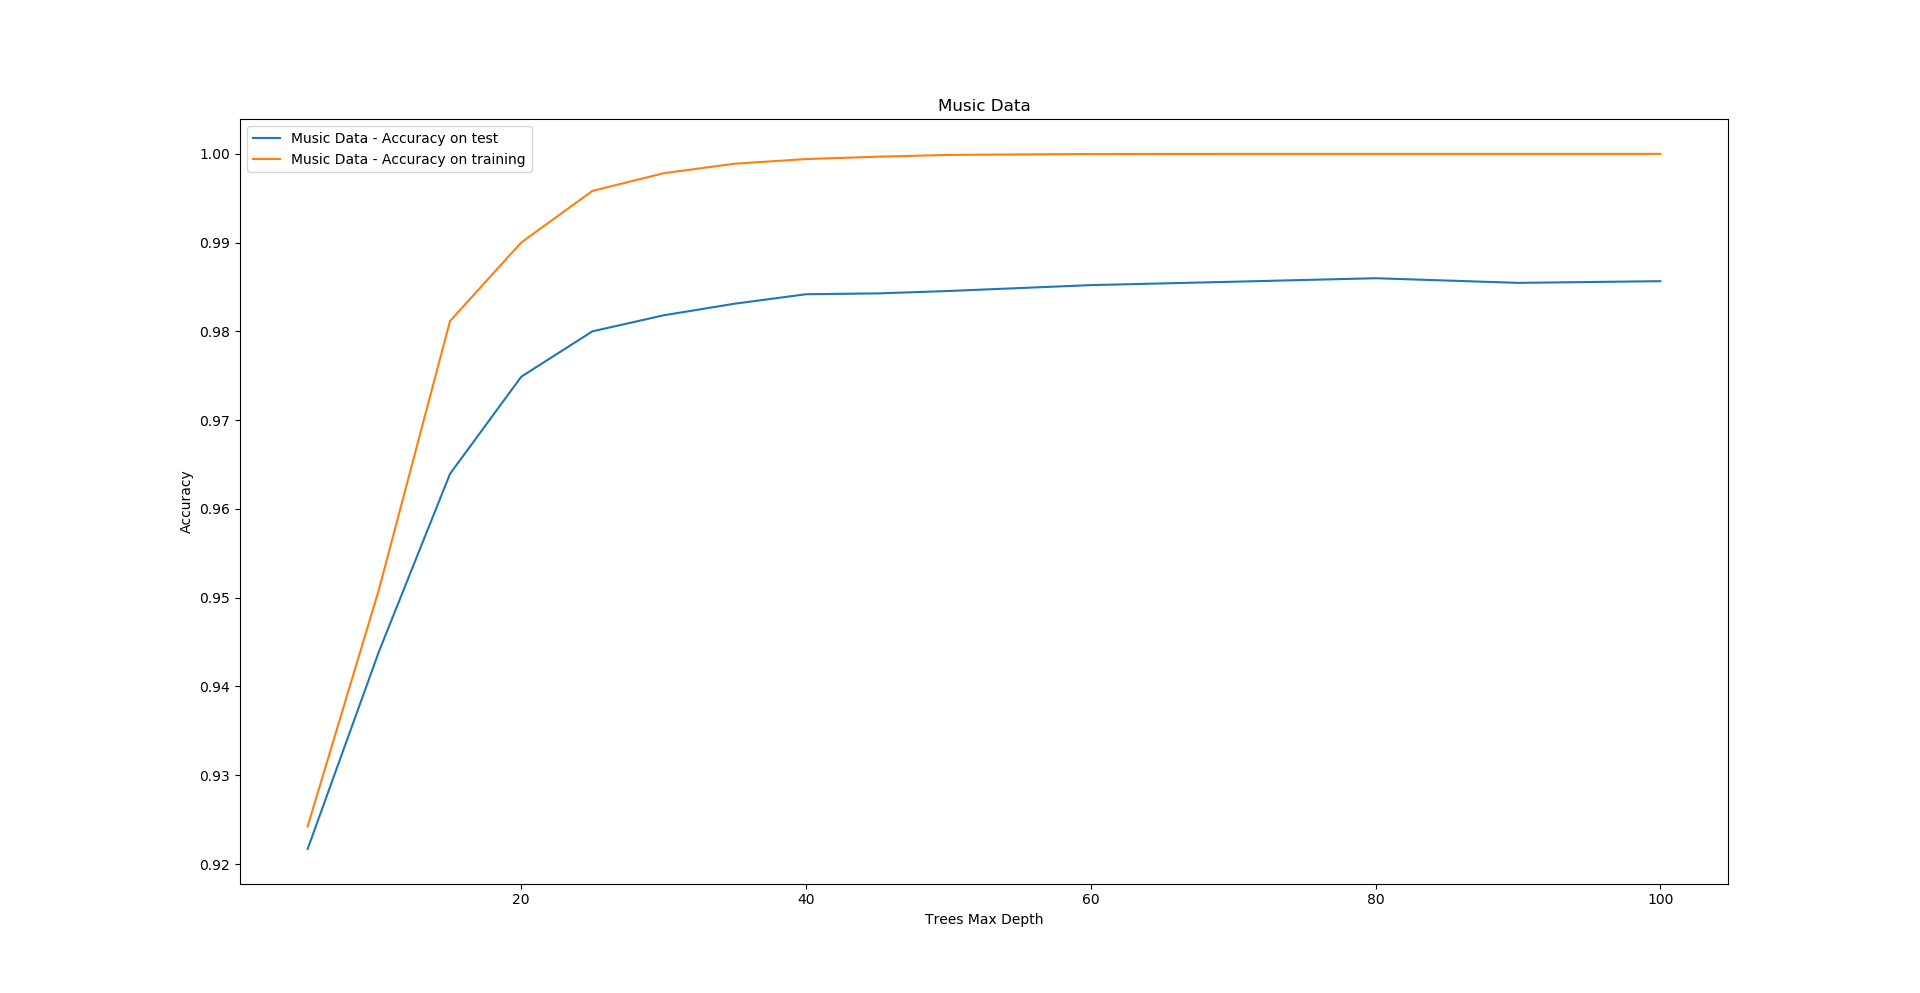 Music Data
Music Data - Accuracy on test
Music Data - Accuracy on training
1.00
0.99
0.98
0.97
0.96
0.95
0.94
0.93
0.92
Accuracy
20 40 60 80 100
Trees Max Depth